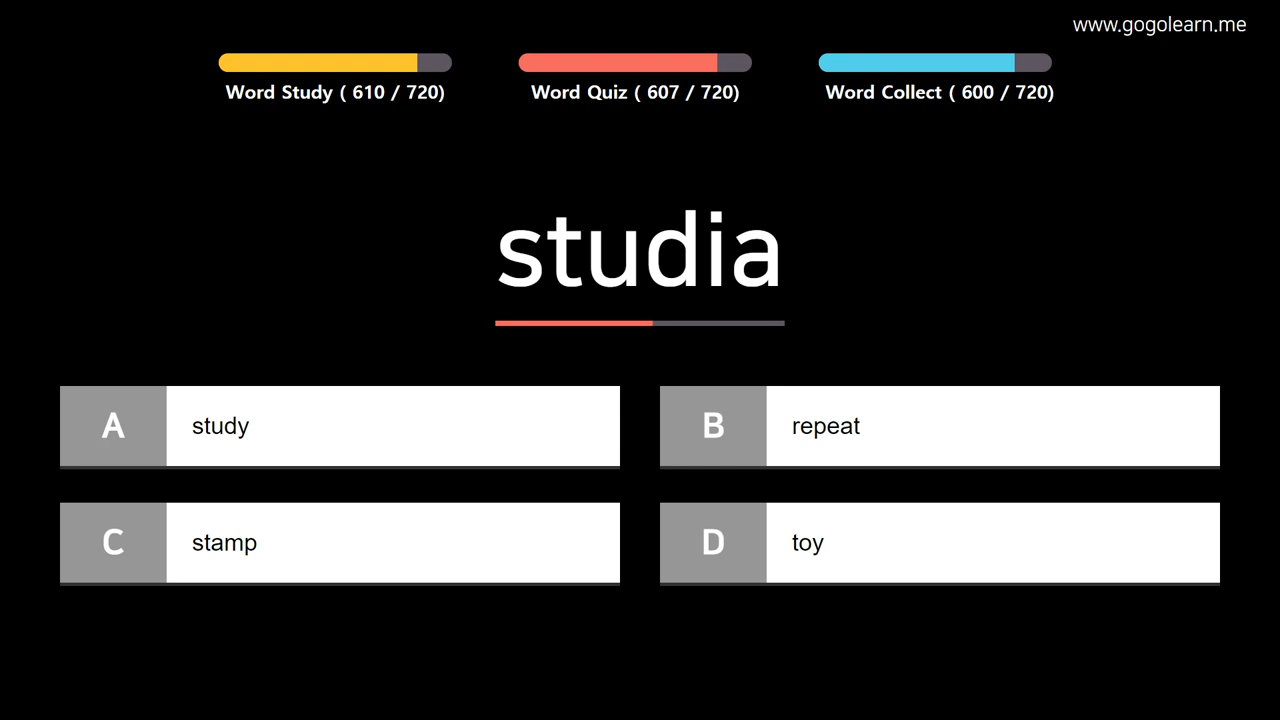 www.gogolearn.me
Word Study ( 610 / 720)
Word Quiz ( 607 / 720)
Word Collect ( 600 / 720)
studia
A study
B repeat
C stamp
D toy